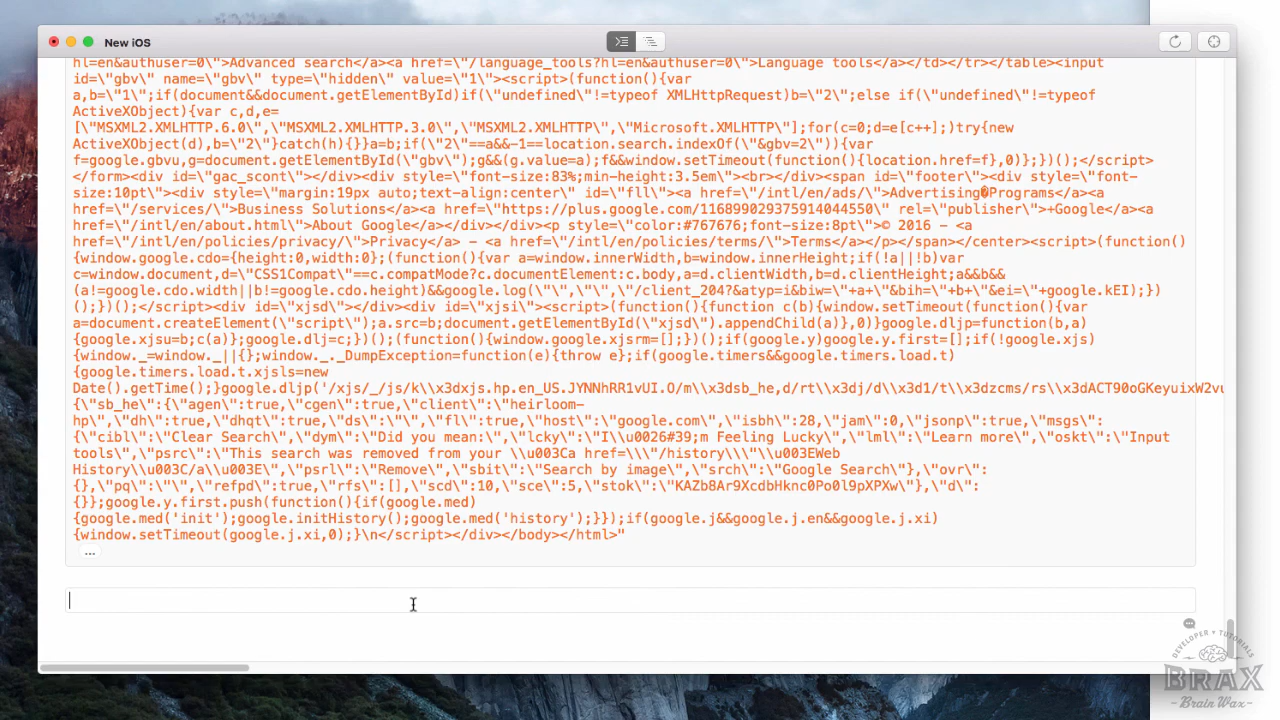 New iOS
hl=en&authuser=0\">Advanced search</a><a href=\"/language_tools?hl=en&authuser=0\">Language tools</a></td></tr></table><input
id=\"gbv\" name=\"gbv\" type=\"hidden\" value=\"1\"><script>(function(){var
a,b=\"1\";if(document&&document.getElementById)if(\"undefined\"!=typeof XMLHttpRequest)b=\"2\";else if(\"undefined\"!=typeof
ActiveXObject){var c,d,e=
[\"MSXML2.XMLHTTP.6.0\",\"MSXML2.XMLHTTP.3.0\",\"MSXML2.XMLHTTP\",\"Microsoft.XMLHTTP\"];for(c=0;d=e[c++];)try{new
ActiveXObject(d),b=\"2\"}catch(h){}}a=b;if(\"2\"==a&&-1==location.search.indexOf(\"&gbv=2\")){var
f=google.gbvu,g=document.getElementById(\"gbv\");g&&(g.value=a);f&&window.setTimeout(function(){location.href=f},0)};})();</script>
</form><div id=\"gac_scont\"></div><div style=\"font-size:83%;min-height:3.5em\"><br></div><span id=\"footer\"><div style=\"font-
size:10pt\"><div style=\"margin:19px auto;text-align:center\" id=\"fll\"><a href=\"/intl/en/ads/\">Advertising�Programs</a><a
href=\"/services/\">Business Solutions</a><a href=\"https://plus.google.com/116899029375914044550\" rel=\"publisher\">+Google</a><a
href=\"/intl/en/about.html\">About Google</a></div></div><p style=\"color:#767676;font-size:8pt\">© 2016 - <a
href=\"/intl/en/policies/privacy/\">Privacy</a> - <a href=\"/intl/en/policies/terms/\">Terms</a></p></span></center><script>(function()
{window.google.cdo={height:0,width:0};(function(){var a=window.innerWidth,b=window.innerHeight;if(!a||!b)var
c=window.document,d=\"CSS1Compat\"==c.compatMode?c.documentElement:c.body,a=d.clientWidth,b=d.clientHeight;a&&b&&
(a!=google.cdo.width||b!=google.cdo.height)&&google.log(\"\",\"\",\"/client_204?&atyp=i&biw=\"+a+\"&bih=\"+b+\"&ei=\"+google.kEI);})
();})();</script><div id=\"xjsd\"></div><div id=\"xjsi\"><script>(function(){function c(b){window.setTimeout(function(){var
a=document.createElement(\"script\");a.src=b;document.getElementById(\"xjsd\").appendChild(a)},0)}google.dljp=function(b,a)
{google.xjsu=b;c(a)};google.dlj=c;})();(function(){window.google.xjsrm=[];})();if(google.y)google.y.first=[];if(!google.xjs)
{window._=window._||{};window._._DumpException=function(e){throw e};if(google.timers&&google.timers.load.t)
{google.timers.load.t.xjsls=new
Date().getTime();}google.dljp('/xjs/_/js/k\\x3dxjs.hp.en_US.JYNNhRR1vUI.O/m\\x3dsb_he,d/rt\\x3dj/d\\x3d1/t\\x3dzcms/rs\\x3dACT90oGKeyuixW2vu
{\"sb_he\":{\"agen\":true,\"cgen\":true,\"client\":\"heirloom-
hp\",\"dh\":true,\"dhqt\":true,\"ds\":\"\",\"fl\":true,\"host\":\"google.com\",\"isbh\":28,\"jam\":0,\"jsonp\":true,\"msgs\":
{\"cibl\":\"Clear Search\",\"dym\":\"Did you mean:\",\"lcky\":\"I\\u0026#39;m Feeling Lucky\",\"lml\":\"Learn more\",\"oskt\":\"Input
tools\",\"psrc\":\"This search was removed from your \\u003Ca href=\\\"/history\\\"\\u003EWeb
History\\u003C/a\\u003E\",\"psrl\":\"Remove\",\"sbit\":\"Search by image\",\"srch\":\"Google Search\"},\"ovr\":
{},\"pq\":\"\",\"refpd\":true,\"rfs\":[],\"scd\":10,\"sce\":5,\"stok\":\"KAZb8Ar9XcdbHknc0Po0l9pXPXw\"},\"d\":
{}};google.y.first.push(function(){if(google.med)
{google.med('init');google.initHistory();google.med('history');}});if(google.j&&google.j.en&&google.j.xi)
{window.setTimeout(google.j.xi,0);}\n</script></div></body></html>"
...
DEVELOPER TUTORIALS
BRAX
-Brain Wax-